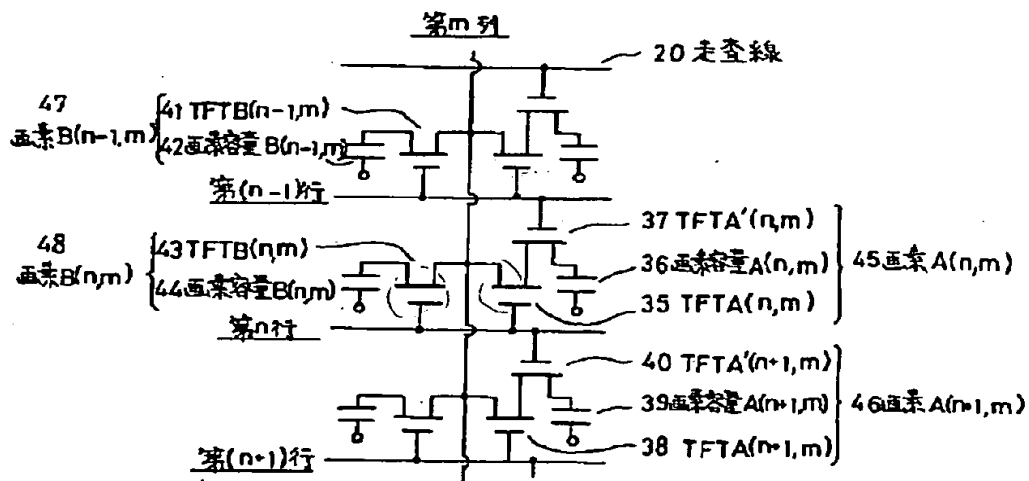 第m列
20 走査線
47
画素B(n-1,m)
41 TFTB(n-1,m)
42画素容量B(n-1,m)
第(n-1)行
37 TFTA'(n,m)
36画素容量A(n,m)
35 TFTA(n,m)
45画素A(n,m)
48
画素B(n,m)
43TFTB(n,m)
44画素容量B(n,m)
第n行
40 TFTA'(n+1,m)
39画素容量A(n+1,m)
38 TFTA(n+1,m)
46画素A(n+1,m)
第(n+1)行